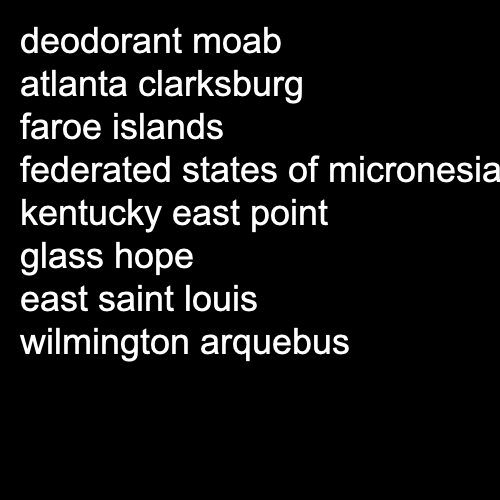 deodorant moab
atlanta clarksburg
faroe islands
federated states of micronesia
kentucky east point
glass hope
east saint louis
wilmington arquebus